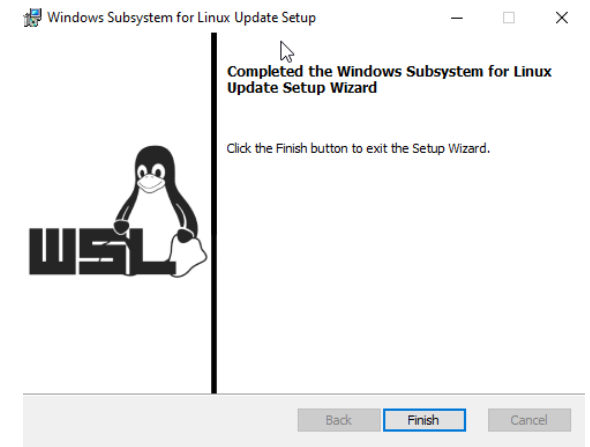 Windows Subsystem for Linux Update Setup
Completed the Windows Subsystem for Linux
Update Setup Wizard
Click the Finish button to exit the Setup Wizard.
WSL
Back
Finish
Cancel